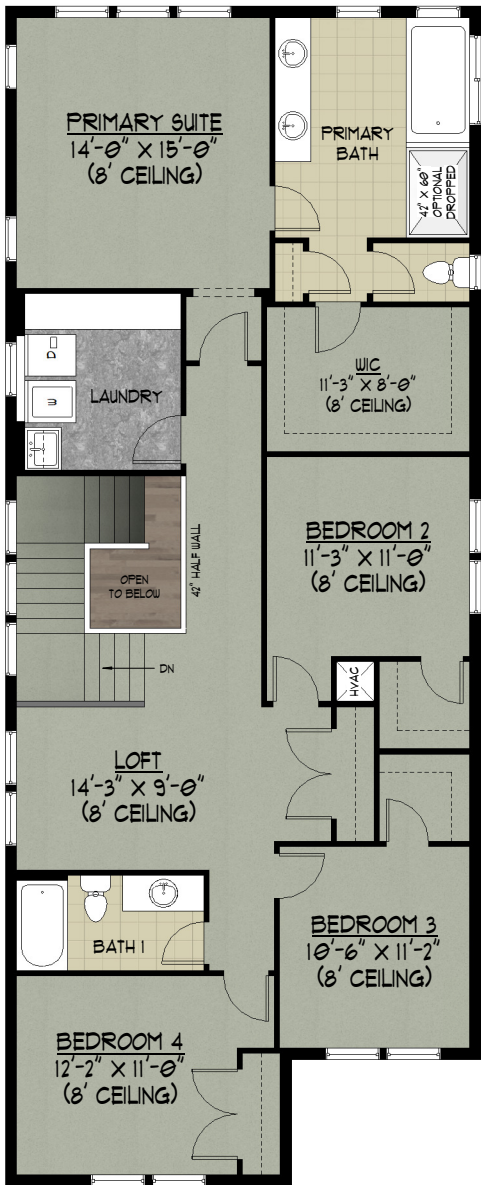 PRIMARY SUITE
14'-0" X 15'-0"
(8' CEILING)
PRIMARY
BATH
42" X 60"
OPTIONAL
DROPPED
D
W
LAUNDRY
WIC
11'-3" X 8'-0"
(8' CEILING)
BEDROOM 2
11'-3" X 11'-0"
(8' CEILING)
42" HALF WALL
OPEN
TO BELOW
DN
HVAC
LOFT
14'-3" X 9'-0"
(8' CEILING)
BATH 1
BEDROOM 3
10'-6" X 11'-2"
(8' CEILING)
BEDROOM 4
12'-2" X 11'-0"
(8' CEILING)